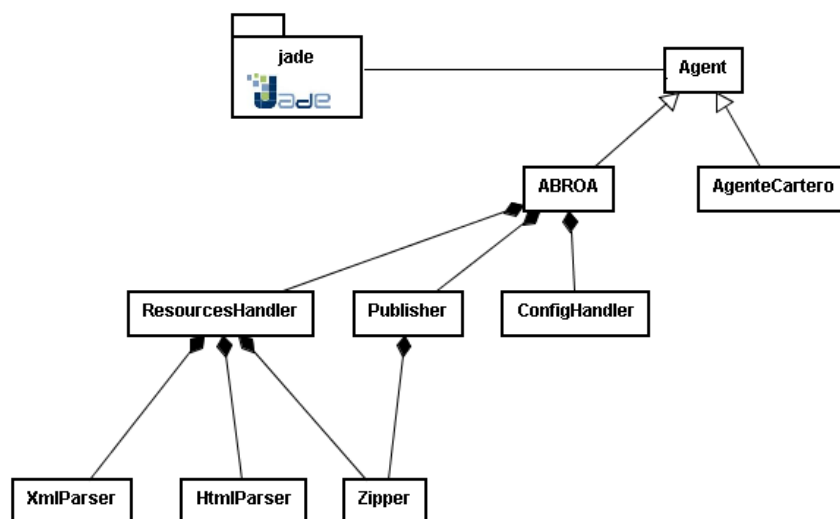 jade
Jade
Agent
ABROA
AgenteCartero
ResourcesHandler
Publisher
ConfigHandler
XmlParser
HtmlParser
Zipper